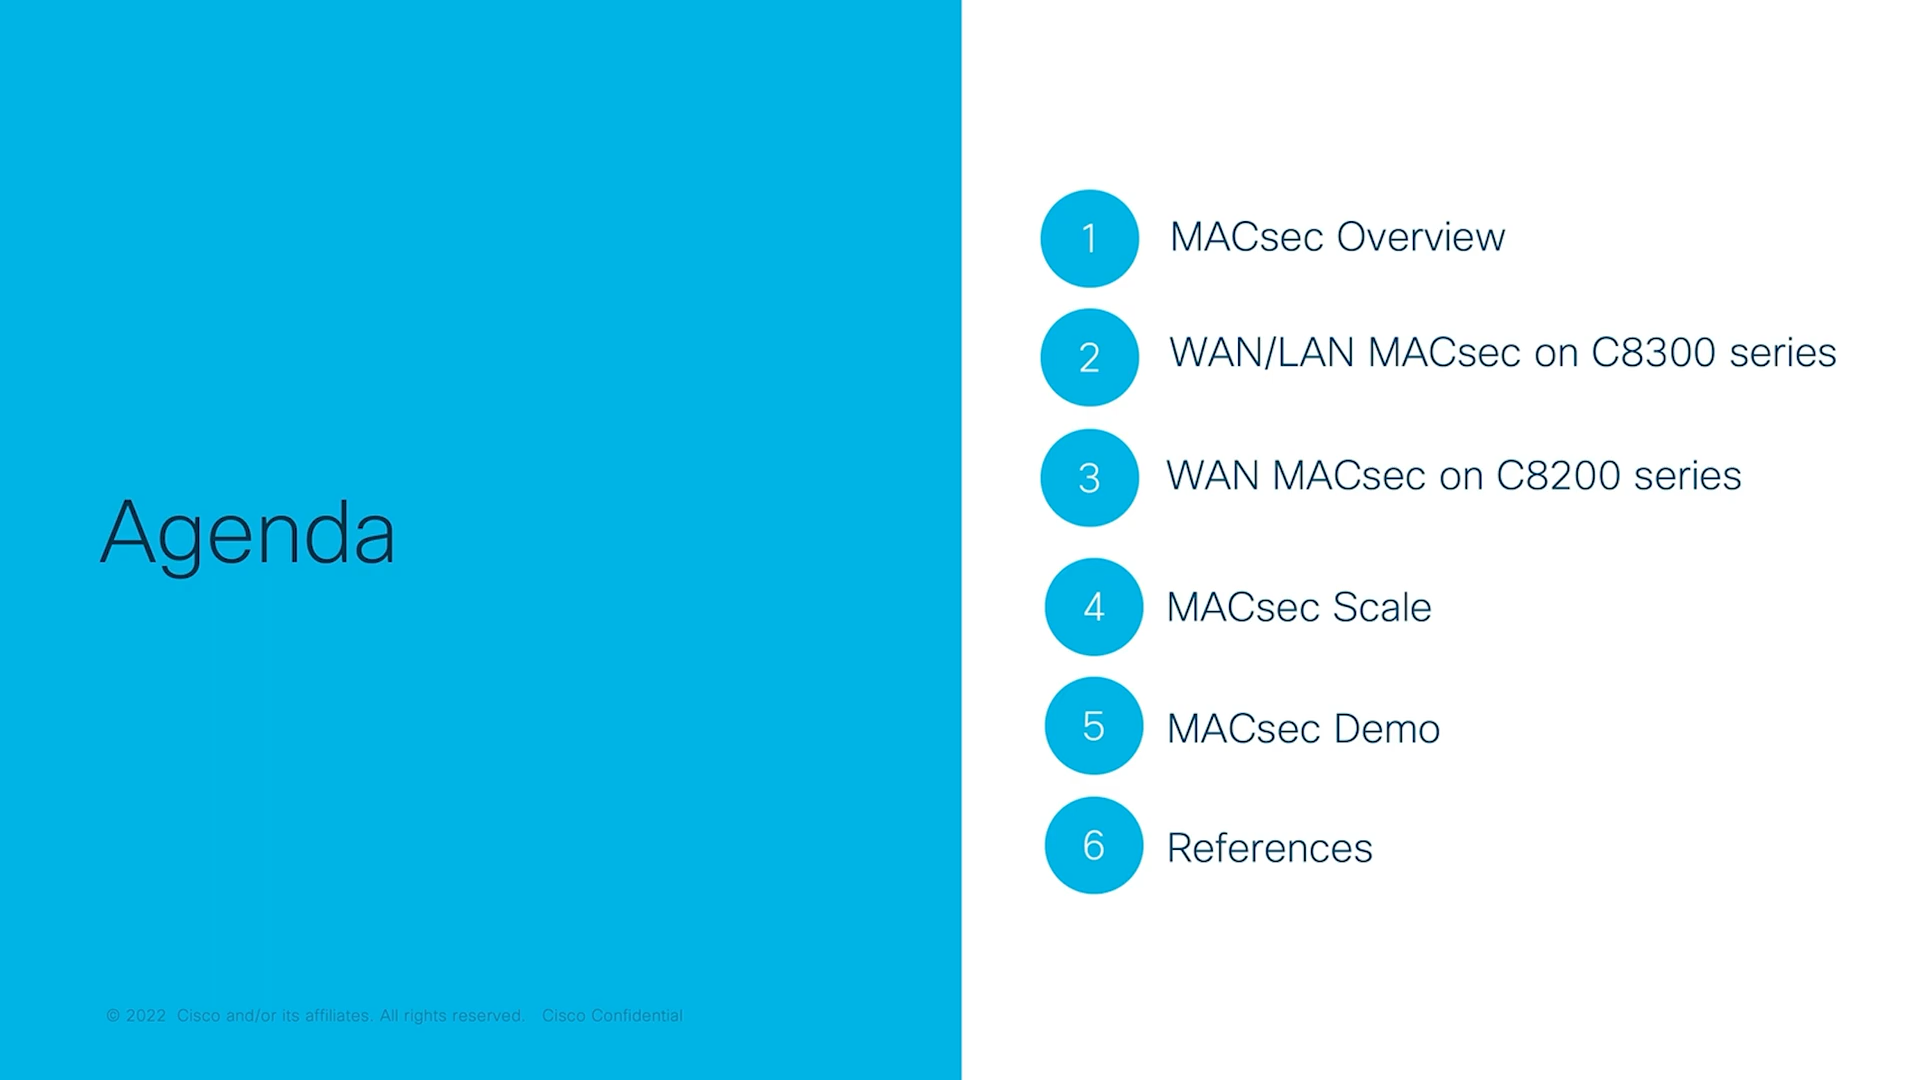 Agenda
1 MACsec Overview
2 WAN/LAN MACsec on C8300 series
3 WAN MACsec on C8200 series
4 MACsec Scale
5 MACsec Demo
6 References
© 2022 Cisco and/or its affiliates. All rights reserved. Cisco Confidential